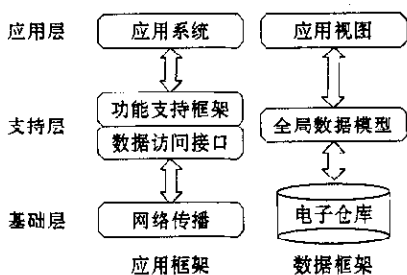 应用层 应用系统 应用视图
功能支持框架
支持层 全局数据模型
数据访问接口
基础层 网络传播 电子仓库
应用框架 数据框架